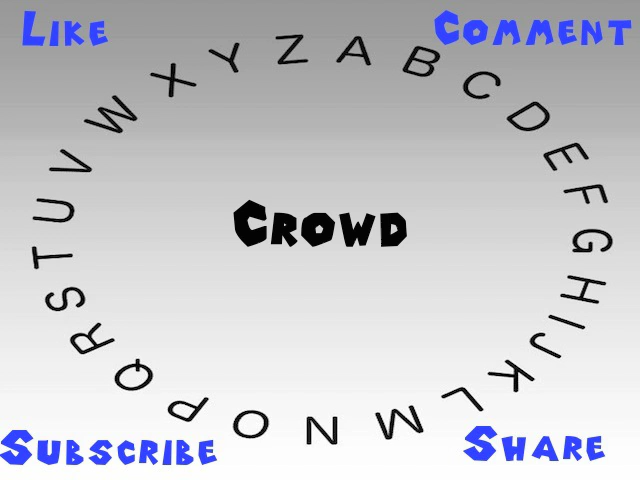 Like
Comment
A B C D E F G H I J K L M N O P Q R S T U V W X Y Z
Crowd
Subscribe
Share